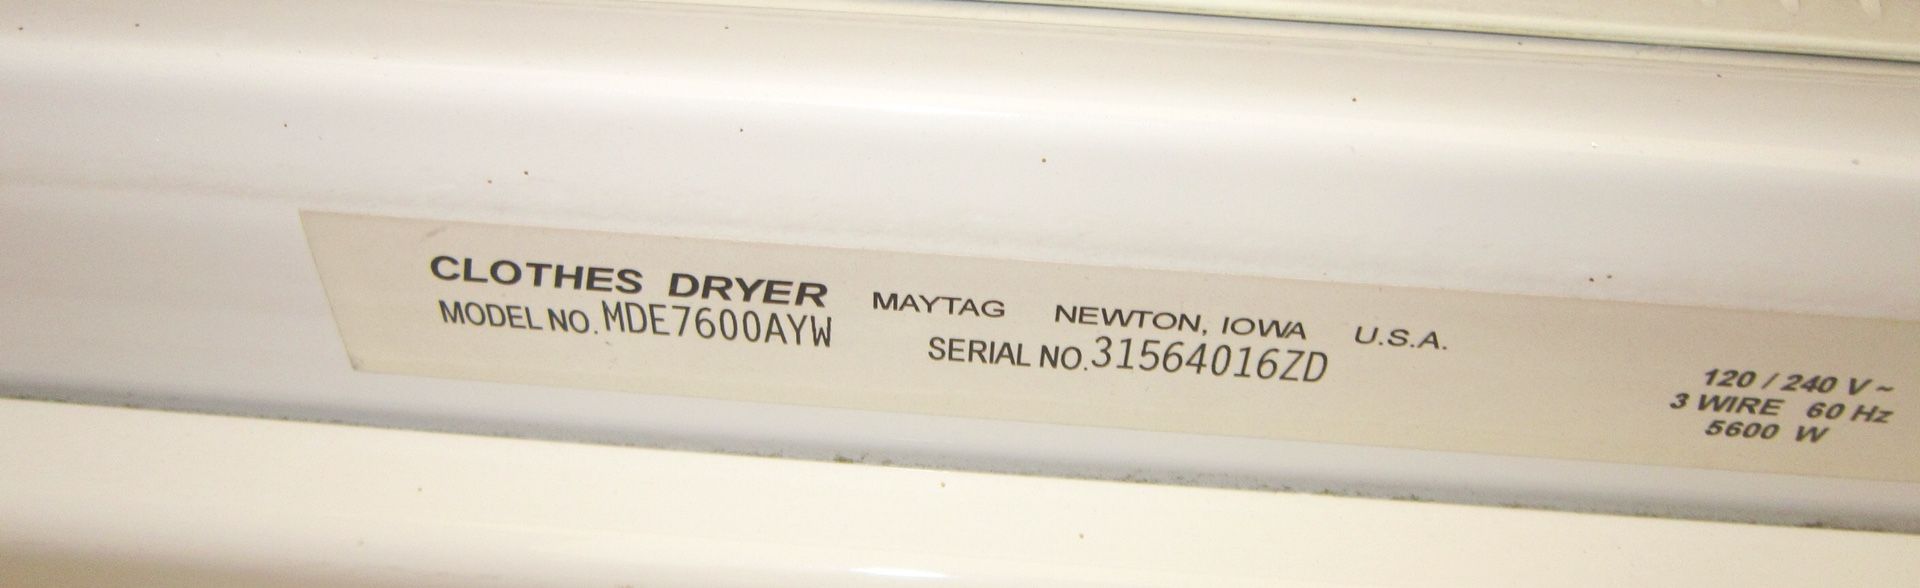 CLOTHES DRYER MAYTAG NEWTON, IOWA U.S.A.
MODEL NO. MDE7600AYW SERIAL NO. 31564016ZD
120 / 240 V ~
3 WIRE 60 Hz
5600 W